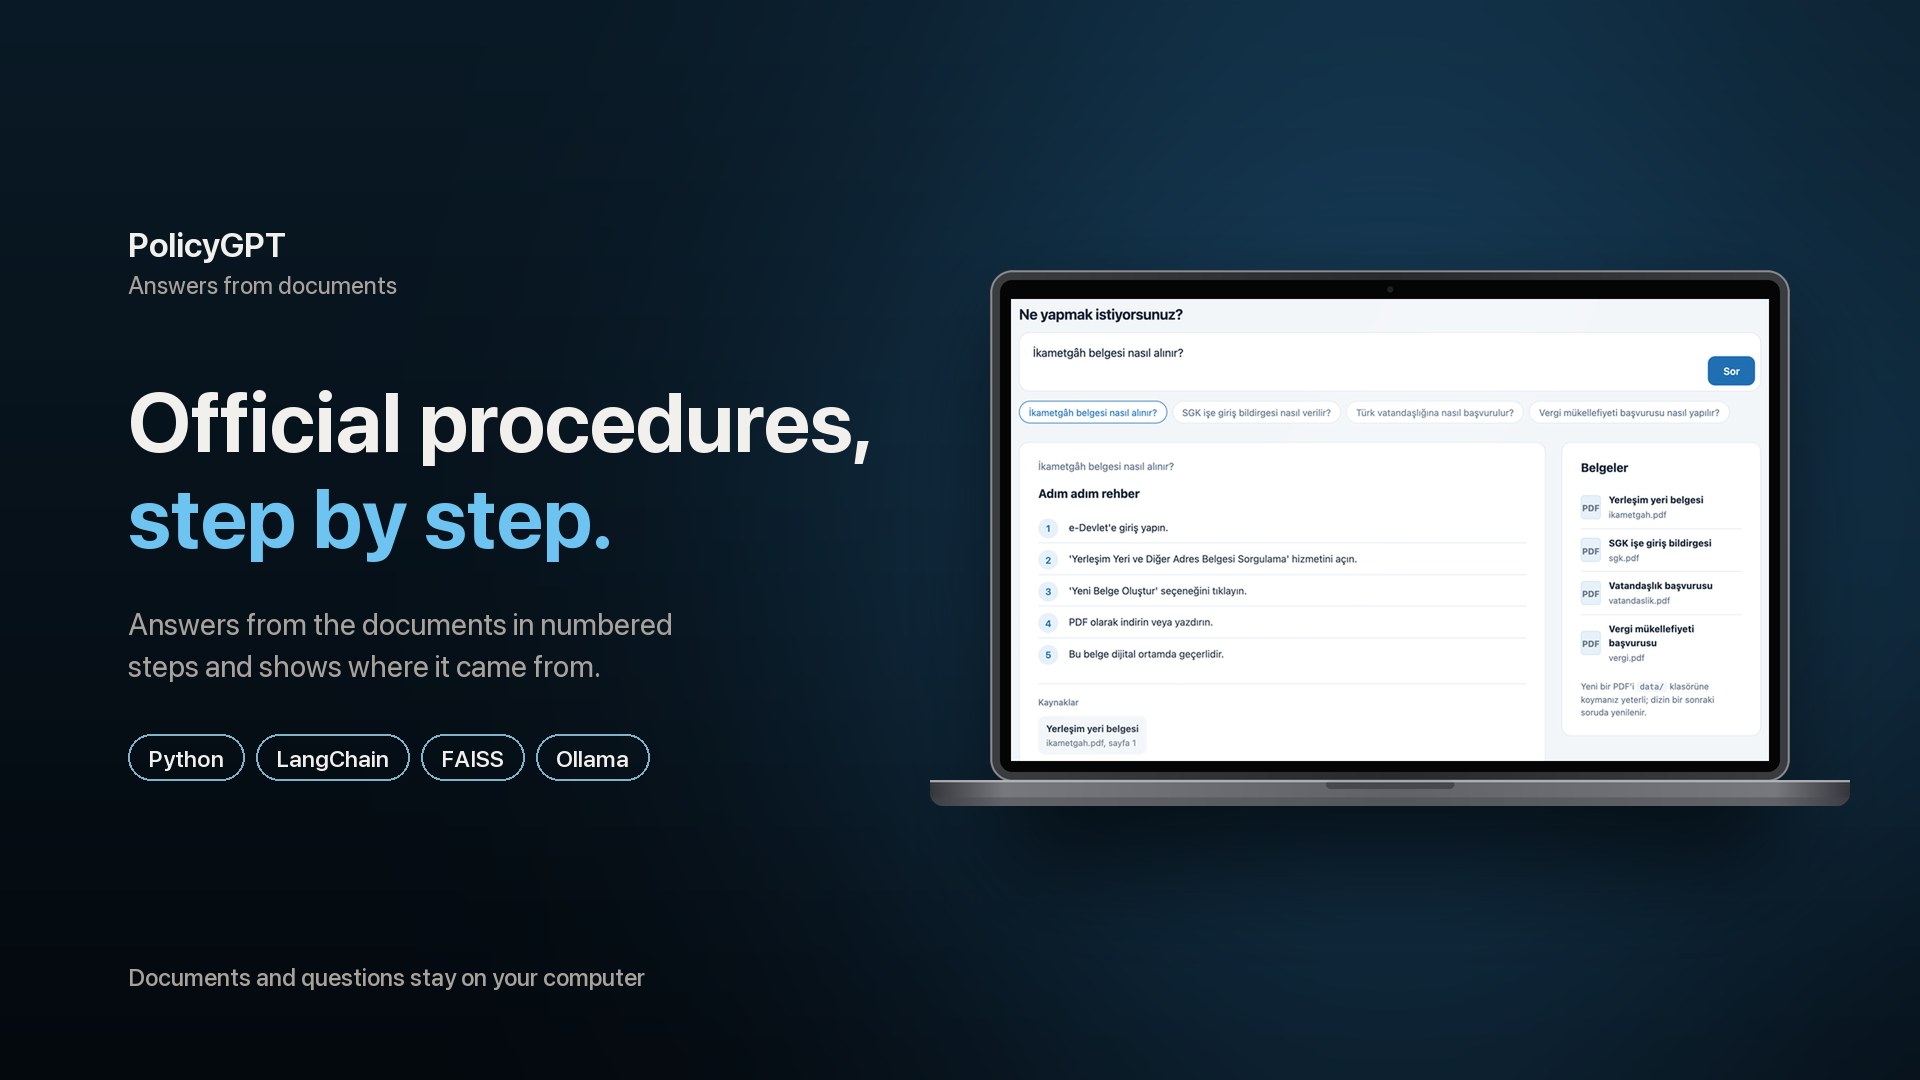 PolicyGPT
Answers from documents
Official procedures,
step by step.
Answers from the documents in numbered
steps and shows where it came from.
Python
LangChain
FAISS
Ollama
Documents and questions stay on your computer
Ne yapmak istiyorsunuz?
İkametgâh belgesi nasıl alınır?
Sor
İkametgâh belgesi nasıl alınır?
SGK işe giriş bildirgesi nasıl verilir?
Türk vatandaşlığına nasıl başvurulur?
Vergi mükellefiyeti başvurusu nasıl yapılır?
İkametgâh belgesi nasıl alınır?
Adım adım rehber
1 e-Devlet'e giriş yapın.
2 'Yerleşim Yeri ve Diğer Adres Belgesi Sorgulama' hizmetini açın.
3 'Yeni Belge Oluştur' seçeneğini tıklayın.
4 PDF olarak indirin veya yazdırın.
5 Bu belge dijital ortamda geçerlidir.
Kaynaklar
Yerleşim yeri belgesi
ikametgah.pdf, sayfa 1
Belgeler
PDF
Yerleşim yeri belgesi
ikametgah.pdf
PDF
SGK işe giriş bildirgesi
sgk.pdf
PDF
Vatandaşlık başvurusu
vatandaslik.pdf
PDF
Vergi mükellefiyeti
başvurusu
vergi.pdf
Yeni bir PDF'i data/ klasörüne
koymanız yeterli; dizin bir sonraki
soruda yenilenir.